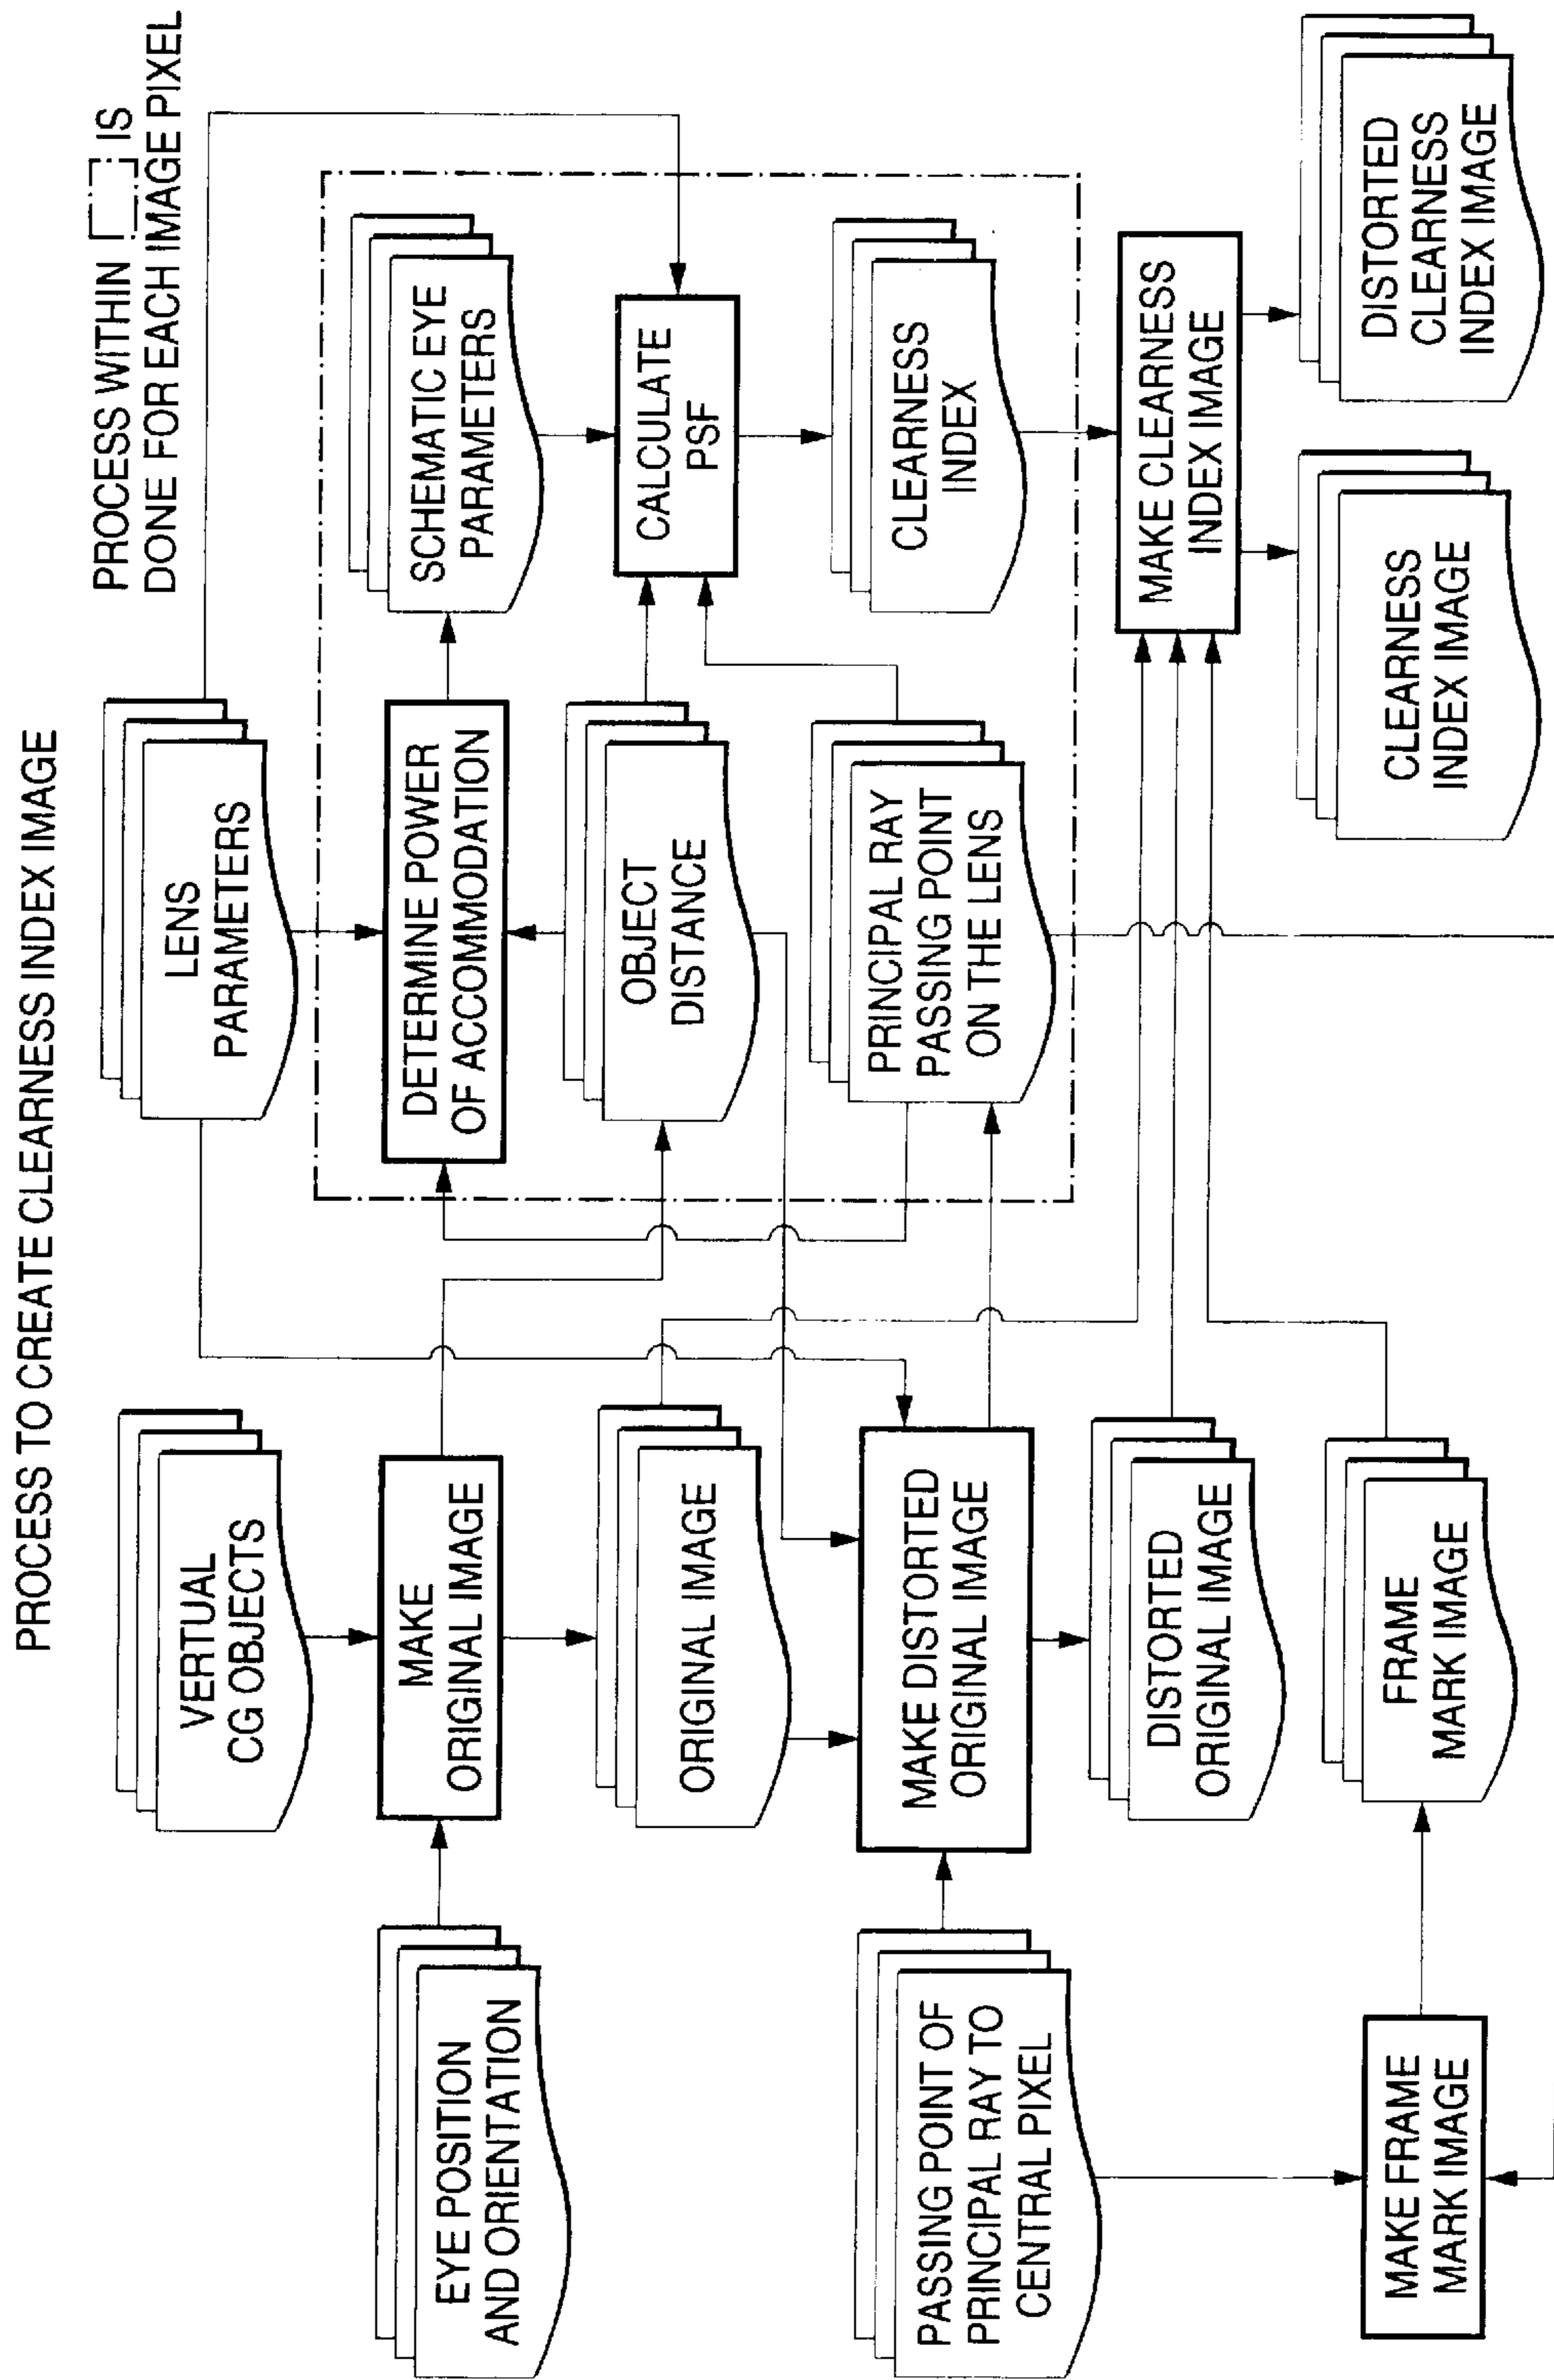 PROCESS TO CREATE CLEARNESS INDEX IMAGE
PROCESS WITHIN IS
DONE FOR EACH IMAGE PIXEL
VERTUAL
CG OBJECTS
LENS
PARAMETERS
EYE POSITION
AND ORIENTATION
MAKE
ORIGINAL IMAGE
DETERMINE POWER
OF ACCOMMODATION
SCHEMATIC EYE
PARAMETERS
ORIGINAL IMAGE
OBJECT
DISTANCE
CALCULATE
PSF
PASSING POINT OF
PRINCIPAL RAY TO
CENTRAL PIXEL
MAKE DISTORTED
ORIGINAL IMAGE
PRINCIPAL RAY
PASSING POINT
ON THE LENS
CLEARNESS
INDEX
DISTORTED
ORIGINAL IMAGE
MAKE CLEARNESS
INDEX IMAGE
MAKE FRAME
MARK IMAGE
FRAME
MARK IMAGE
CLEARNESS
INDEX IMAGE
DISTORTED
CLEARNESS
INDEX IMAGE